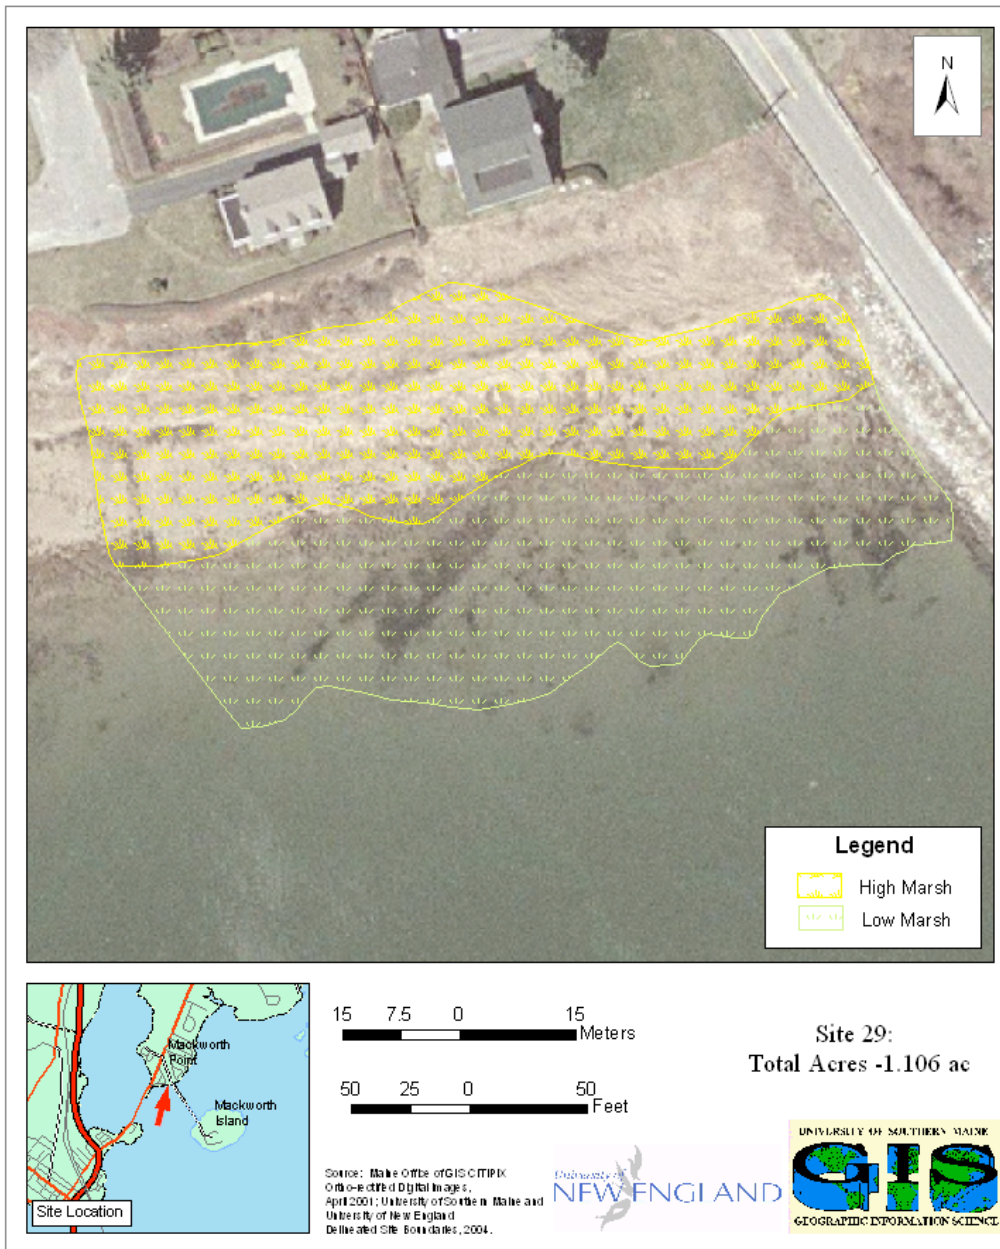 N
Legend
High Marsh
Low Marsh
Mackworth
Point
Mackworth
Island
Site Location
15 7.5 0 15
Meters
50 25 0 50
Feet
Site 29:
Total Acres -1.106 ac
Source: Maine Office of GIS CITIPIX
Ortho-rectified Digital Images,
April 2001; University of Southern Maine and
University of New England
Delineated Site Boundaries, 2004.
University of
NEW ENGLAND
UNIVERSITY OF SOUTHERN MAINE
GIS
GEOGRAPHIC INFORMATION SCIENCE